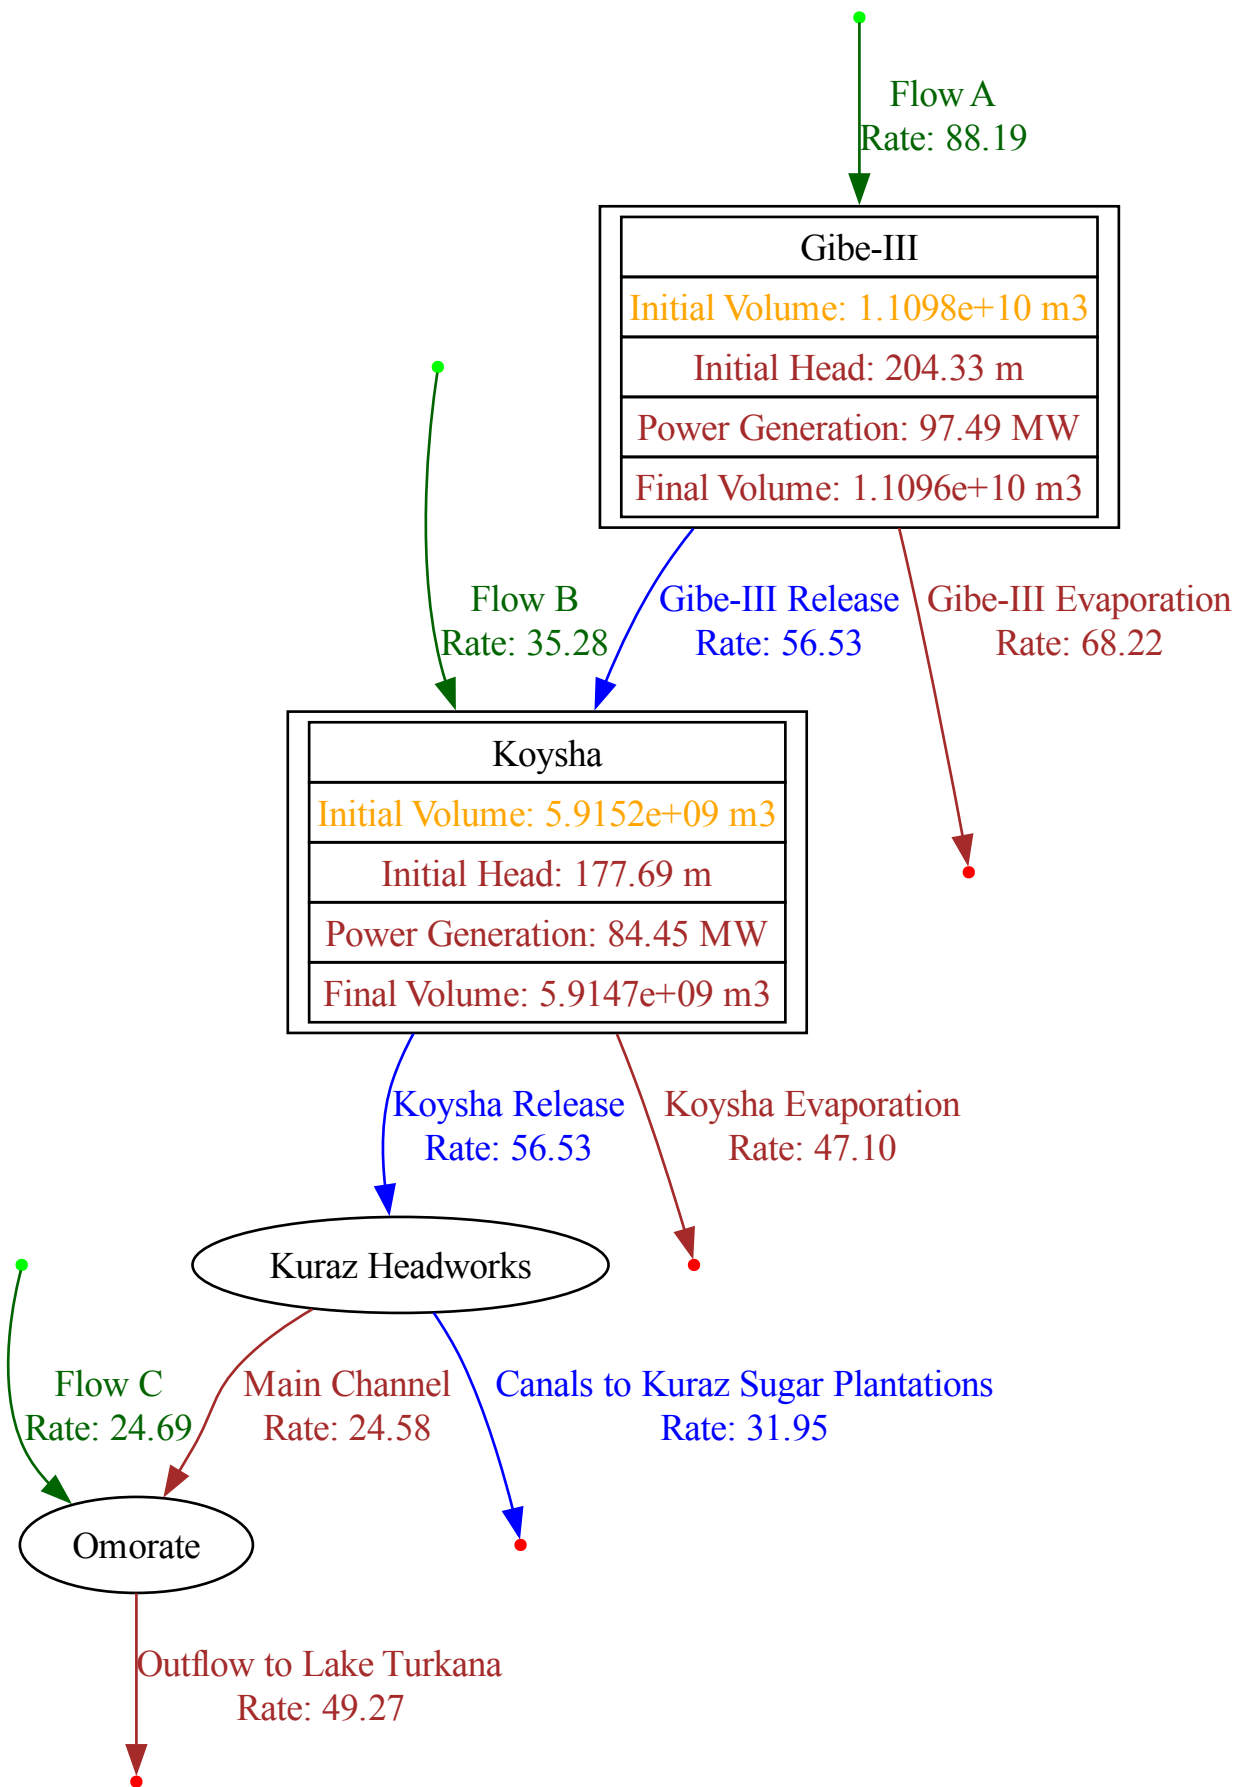 Flow A
Rate: 88.19
Gibe-III
Initial Volume: 1.1098e+10 m3
Initial Head: 204.33 m
Power Generation: 97.49 MW
Final Volume: 1.1096e+10 m3
Flow B
Rate: 35.28
Gibe-III Release
Rate: 56.53
Gibe-III Evaporation
Rate: 68.22
Koysha
Initial Volume: 5.9152e+09 m3
Initial Head: 177.69 m
Power Generation: 84.45 MW
Final Volume: 5.9147e+09 m3
Koysha Release
Rate: 56.53
Koysha Evaporation
Rate: 47.10
Kuraz Headworks
Flow C
Rate: 24.69
Main Channel
Rate: 24.58
Canals to Kuraz Sugar Plantations
Rate: 31.95
Omorate
Outflow to Lake Turkana
Rate: 49.27